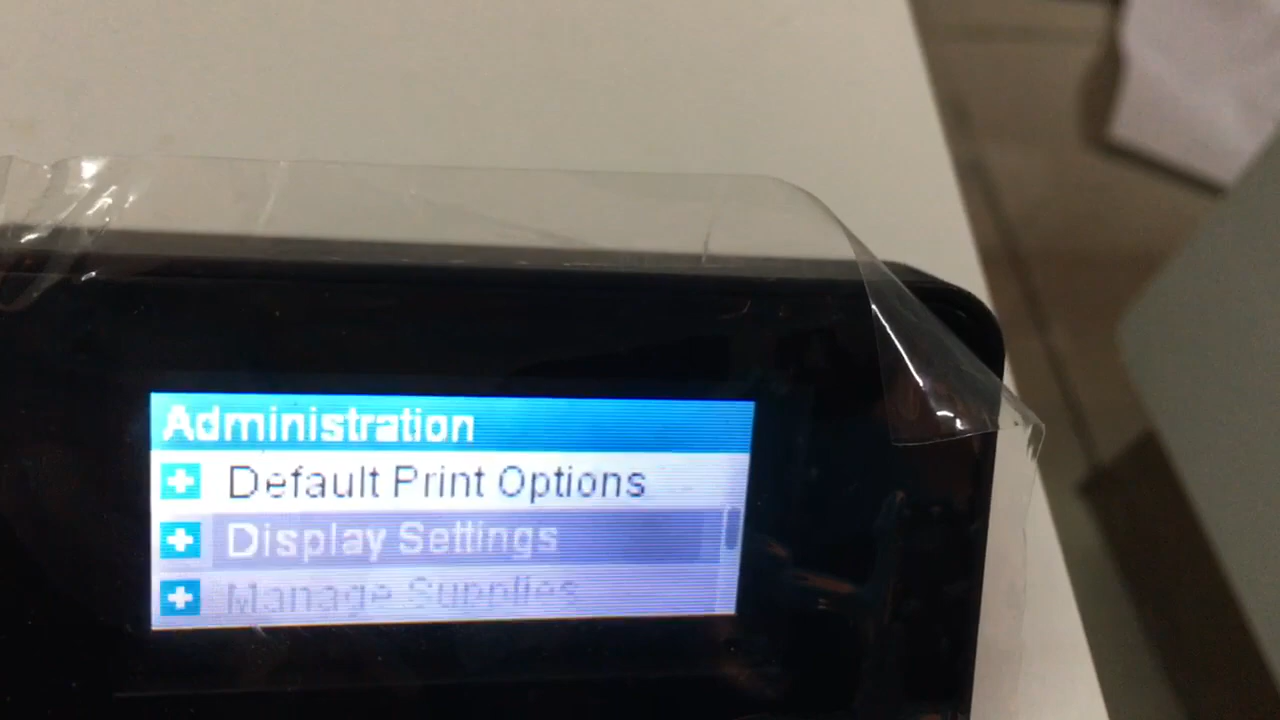 Administration
Default Print Options
Display Settings
Manage Supplies